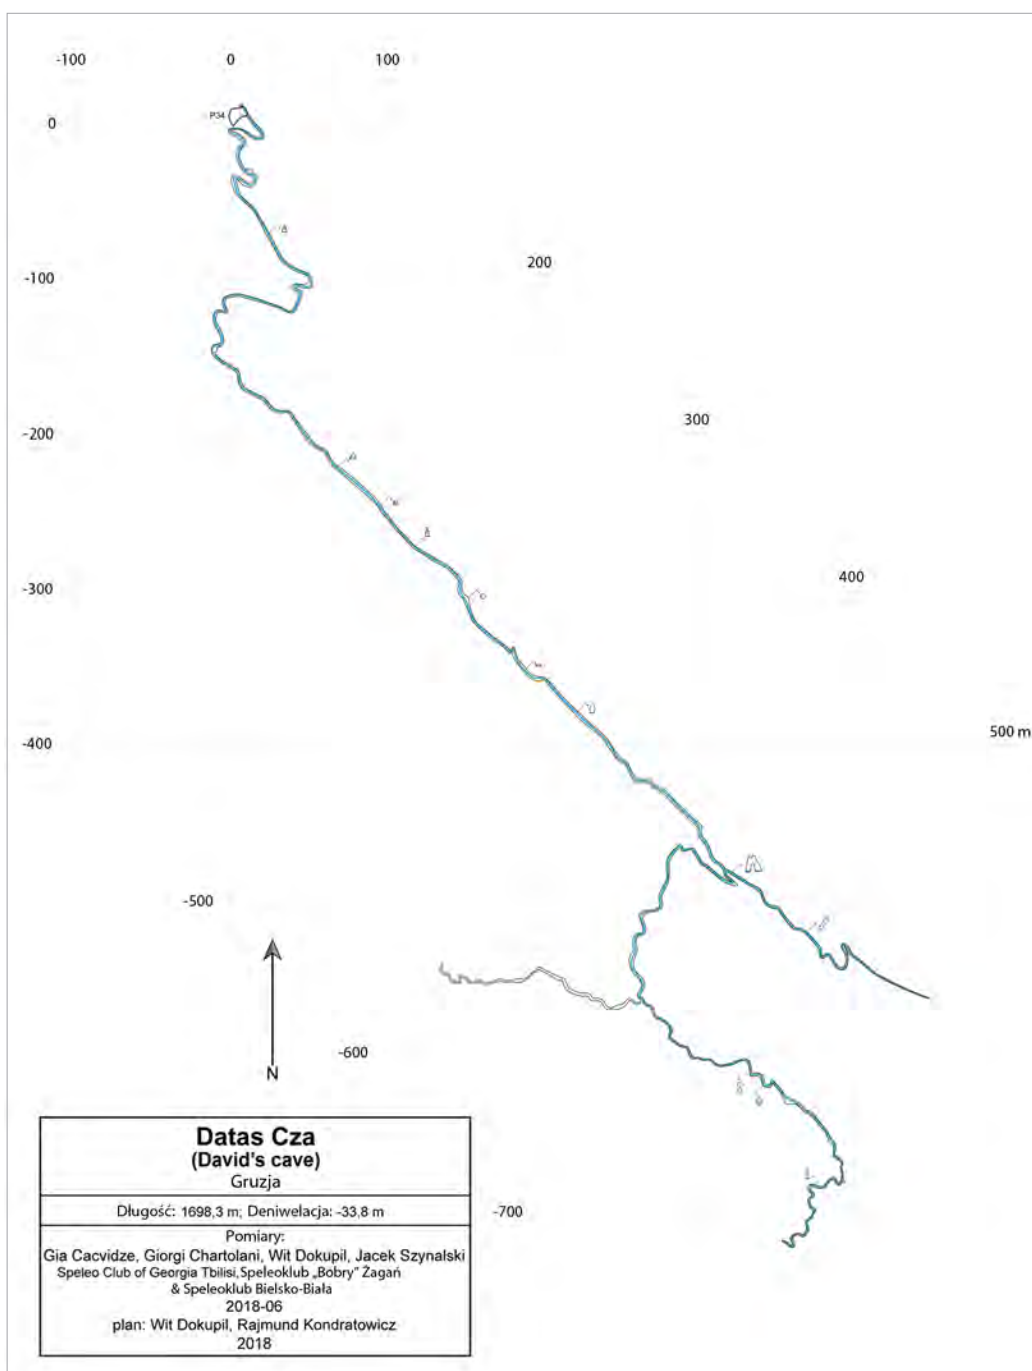 -100
0
100
P34
0
-100
200
-200
300
-300
400
-400
500 m
-500
-600
N
-700
Datas Cza
(David's cave)
Gruzja
Długość: 1698,3 m; Deniwelacja: -33,8 m
Pomiary:
Gia Cacvidze, Giorgi Chartolani, Wit Dokupil, Jacek Szynalski
Speleo Club of Georgia Tbilisi, Speleoklub „Bobry" Żagań
& Speleoklub Bielsko-Biała
2018-06
plan: Wit Dokupil, Rajmund Kondratowicz
2018